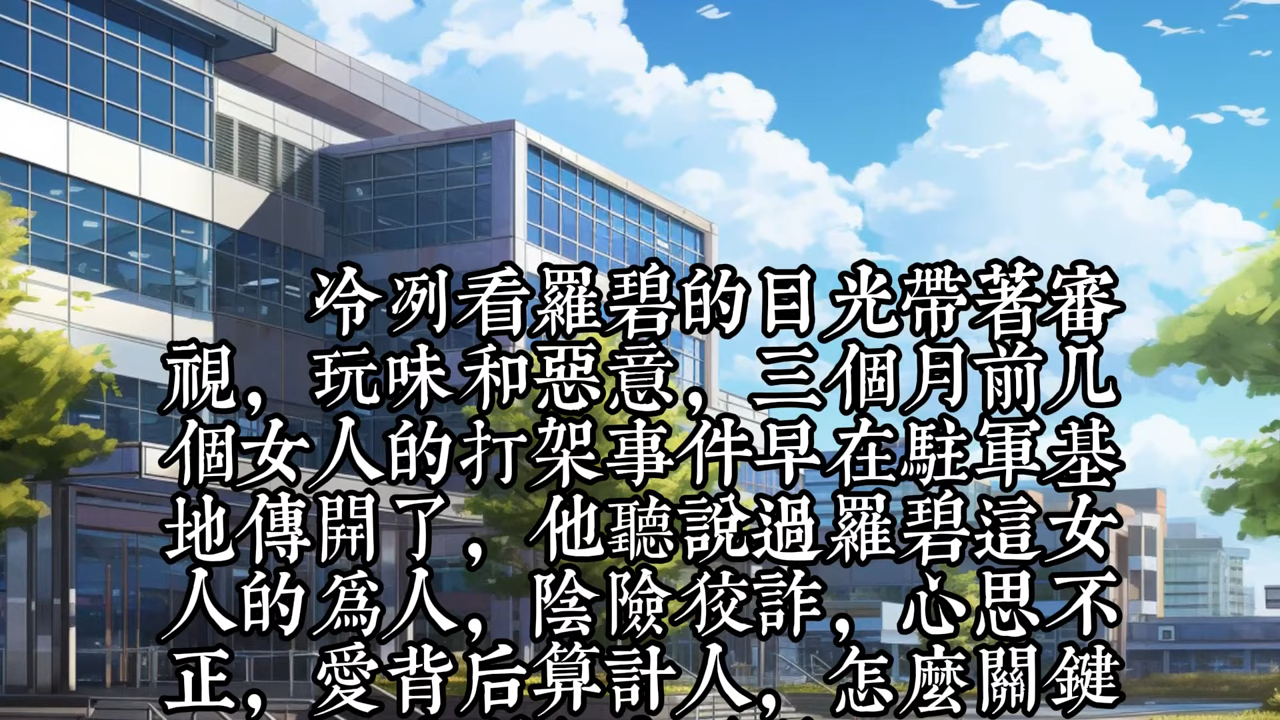 冷冽看羅碧的目光帶著審
視，玩味和惡意，三個月前几
個女人的打架事件早在駐軍基
地傳開了，他聽說過羅碧這女
人的爲人，陰險狡詐，心思不
正，愛背后算計人，怎麼關鍵